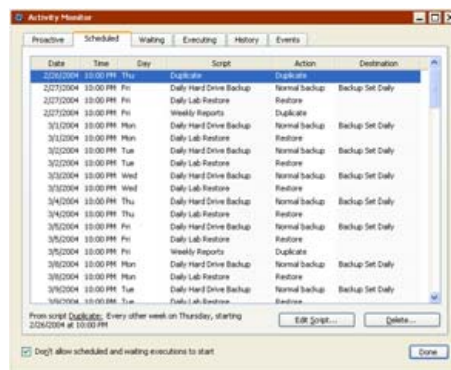 Activity Monitor
Proactive Scheduled Waiting Executing History Events
Date Time Day Script Action Destination
2/26/2004 10:00 PM Thu Duplicate Duplicate
2/27/2004 10:00 PM Fri Daily Hard Drive Backup Normal backup Backup Set Daily
2/27/2004 10:00 PM Fri Daily Lab Restore Restore
2/27/2004 10:00 PM Fri Weekly Reports Duplicate
3/1/2004 10:00 PM Mon Daily Hard Drive Backup Normal backup Backup Set Daily
3/1/2004 10:00 PM Mon Daily Lab Restore Restore
3/2/2004 10:00 PM Tue Daily Hard Drive Backup Normal backup Backup Set Daily
3/2/2004 10:00 PM Tue Daily Lab Restore Restore
3/3/2004 10:00 PM Wed Daily Hard Drive Backup Normal backup Backup Set Daily
3/3/2004 10:00 PM Wed Daily Lab Restore Restore
3/4/2004 10:00 PM Thu Daily Hard Drive Backup Normal backup Backup Set Daily
3/4/2004 10:00 PM Thu Daily Lab Restore Restore
3/5/2004 10:00 PM Fri Daily Hard Drive Backup Normal backup Backup Set Daily
3/5/2004 10:00 PM Fri Daily Lab Restore Restore
3/5/2004 10:00 PM Fri Weekly Reports Duplicate
3/8/2004 10:00 PM Mon Daily Hard Drive Backup Normal backup Backup Set Daily
3/8/2004 10:00 PM Mon Daily Lab Restore Restore
3/9/2004 10:00 PM Tue Daily Hard Drive Backup Normal backup Backup Set Daily
3/9/2004 10:00 PM Tue Daily Lab Restore Restore
From script Duplicate: Every other week on Thursday, starting
2/26/2004 at 10:00 PM
Edit Script... Delete...
Don't allow scheduled and waiting executions to start
Done